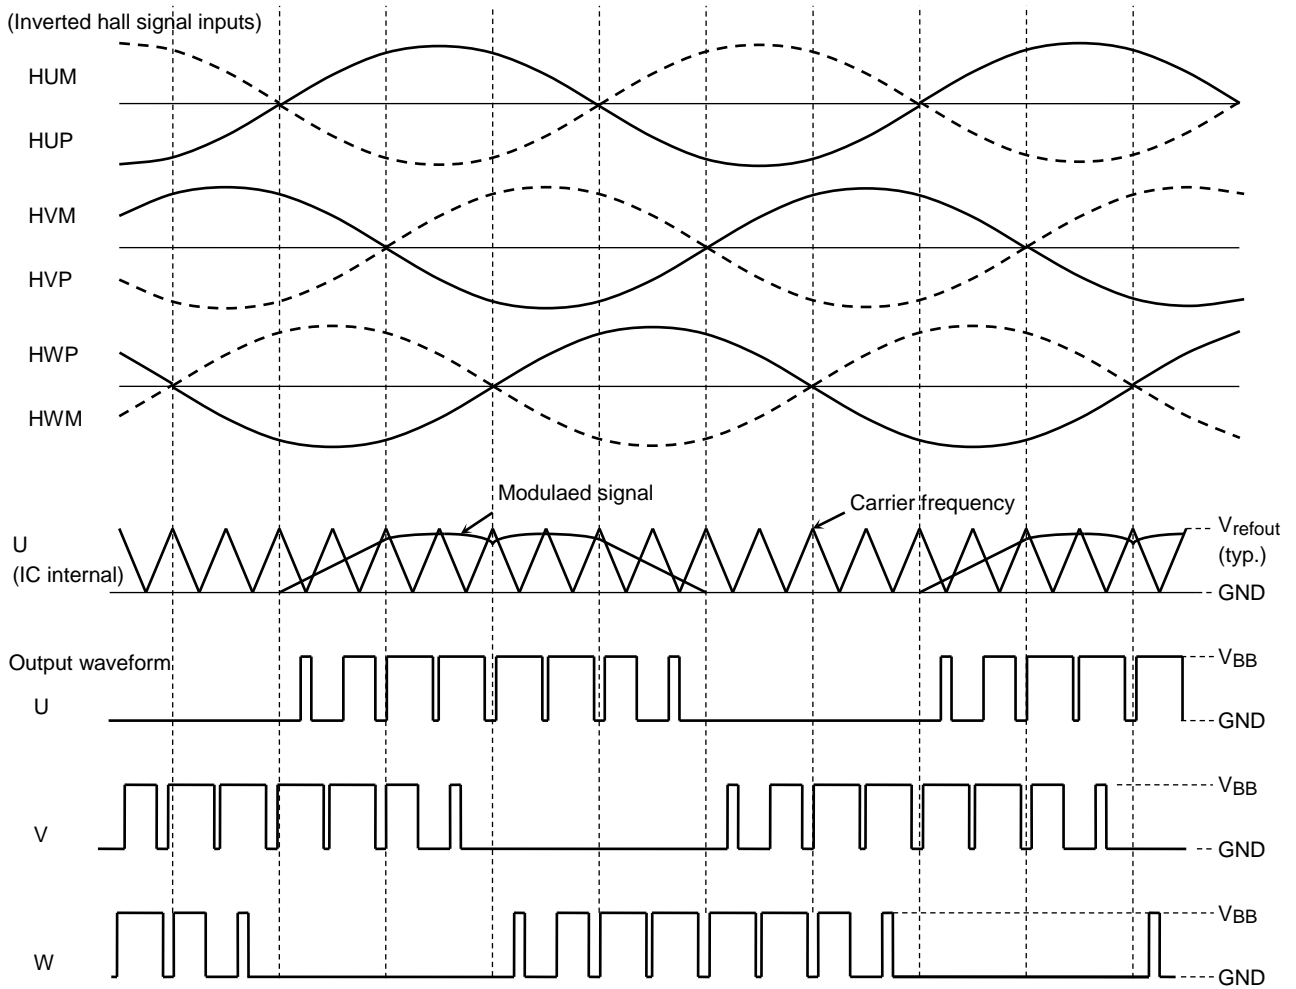 (Inverted hall signal inputs)
HUM
HUP
HVM
HVP
HWP
HWM
Modulaed signal
Carrier frequency
U
(IC internal)
Vrefout
(typ.)
GND
Output waveform
U
VBB
GND
V
VBB
GND
W
VBB
GND